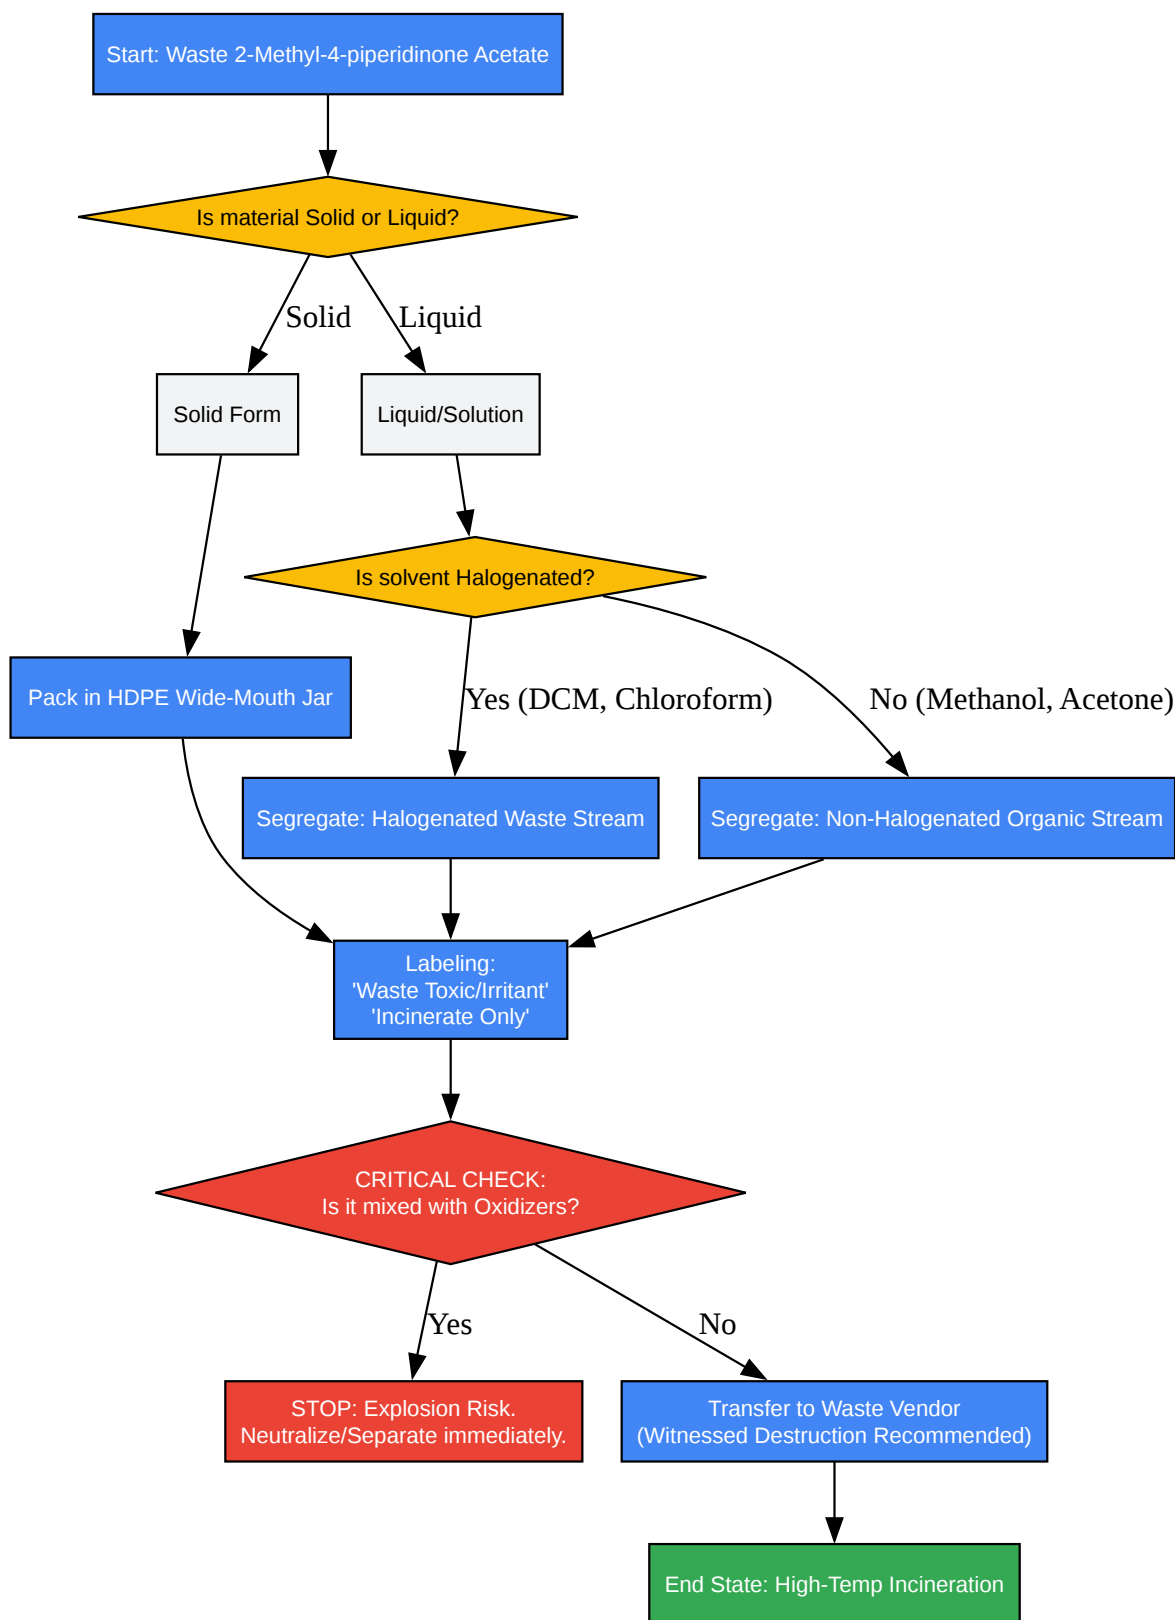 Start: Waste 2-Methyl-4-piperidinone Acetate
Is material Solid or Liquid?
Solid
Liquid
Solid Form
Liquid/Solution
Is solvent Halogenated?
Pack in HDPE Wide-Mouth Jar
Yes (DCM, Chloroform)
No (Methanol, Acetone)
Segregate: Halogenated Waste Stream
Segregate: Non-Halogenated Organic Stream
Labeling:
'Waste Toxic/Irritant'
'Incinerate Only'
CRITICAL CHECK:
Is it mixed with Oxidizers?
Yes
No
STOP: Explosion Risk.
Neutralize/Separate immediately.
Transfer to Waste Vendor
(Witnessed Destruction Recommended)
End State: High-Temp Incineration